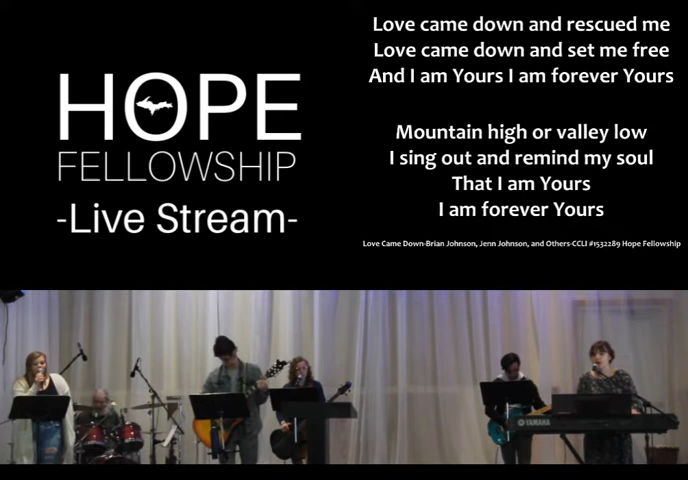 HOPE
FELLOWSHIP
-Live Stream-
Love came down and rescued me
Love came down and set me free
And I am Yours I am forever Yours
Mountain high or valley low
I sing out and remind my soul
That I am Yours
I am forever Yours
Love Came Down-Brian Johnson, Jenn Johnson, and Others-CCLI #1532289 Hope Fellowship
YAMAHA